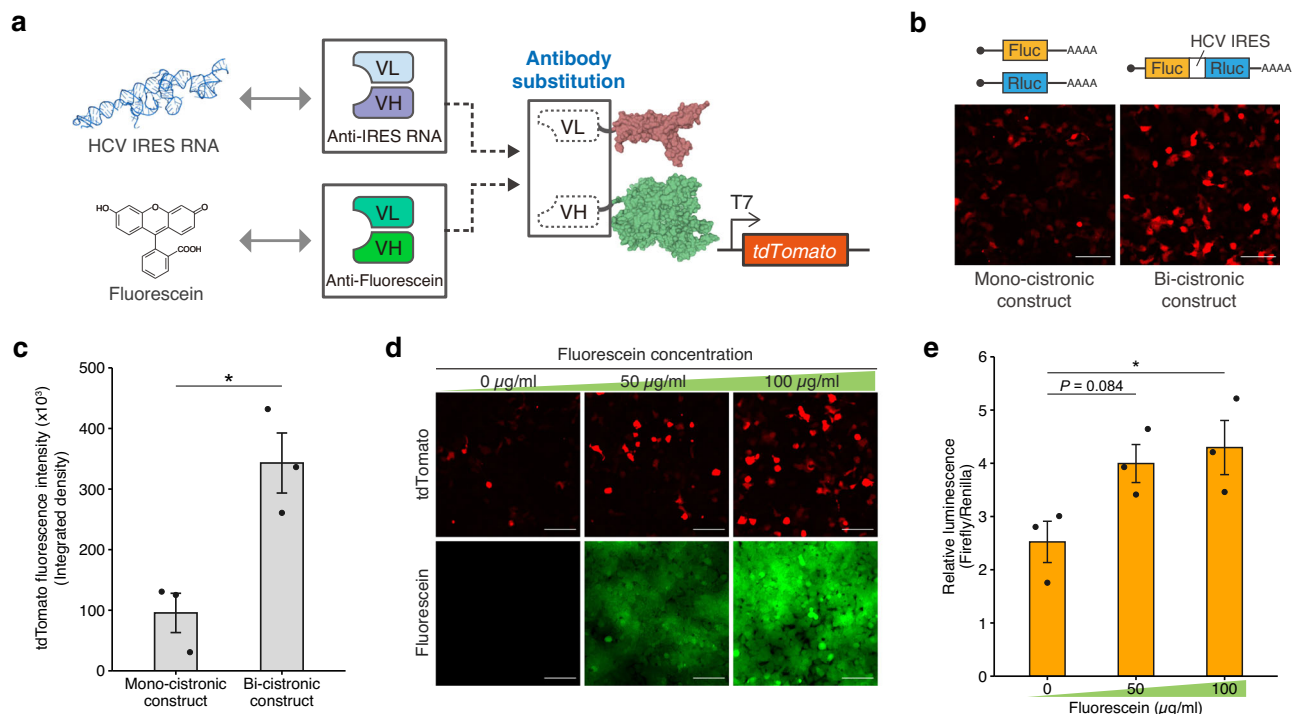 a
HCV IRES RNA
VL
VH
Anti-IRES RNA
HO
O
O
COOH
Fluorescein
VL
VH
Anti-Fluorescein
Antibody
substitution
VL
VH
T7
tdTomato
b
Fluc
AAAA
Rluc
AAAA
HCV IRES
Fluc
Rluc
AAAA
Mono-cistronic
construct
Bi-cistronic
construct
c
tdTomato fluorescence intensity (x10³)
(Integrated density)
500
400
300
200
100
0
*
Mono-cistronic
construct
Bi-cistronic
construct
d
Fluorescein concentration
0 µg/ml
50 µg/ml
100 µg/ml
tdTomato
Fluorescein
e
Relative luminescence
(Firefly/Renilla)
6
5
4
3
2
1
0
*
P = 0.084
0
50
100
Fluorescein (µg/ml)